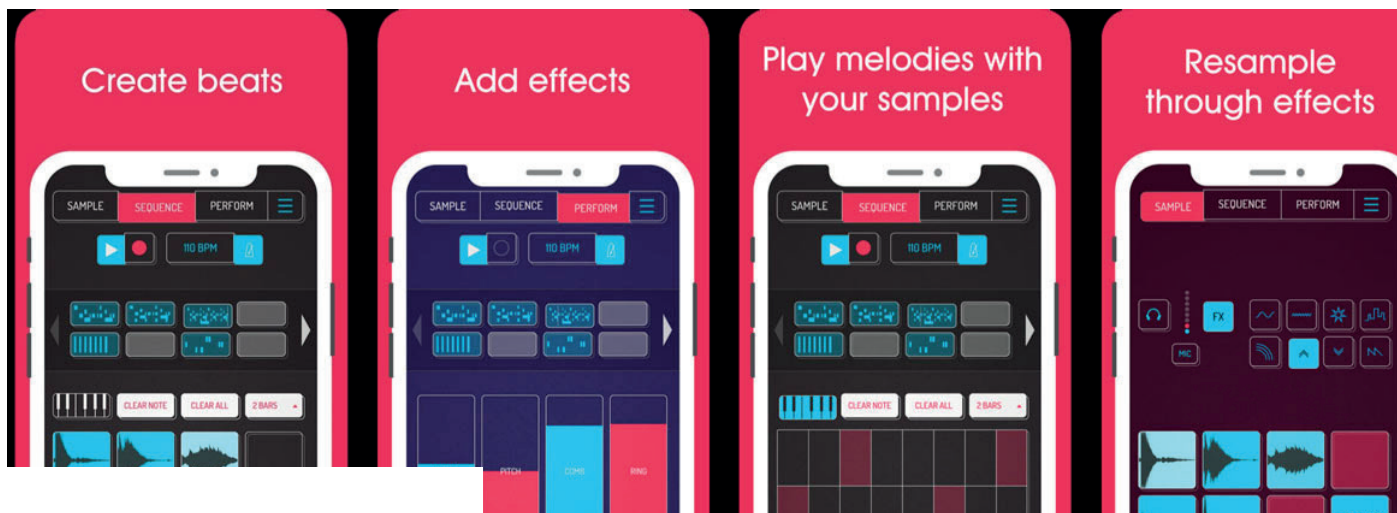 Create beats
SAMPLE SEQUENCE PERFORM
110 BPM
CLEAR NOTE CLEAR ALL 2 BARS
Add effects
SAMPLE SEQUENCE PERFORM
110 BPM
PITCH COMB RING
Play melodies with
your samples
SAMPLE SEQUENCE PERFORM
110 BPM
CLEAR NOTE CLEAR ALL 2 BARS
Resample
through effects
SAMPLE SEQUENCE PERFORM
FX
MIC